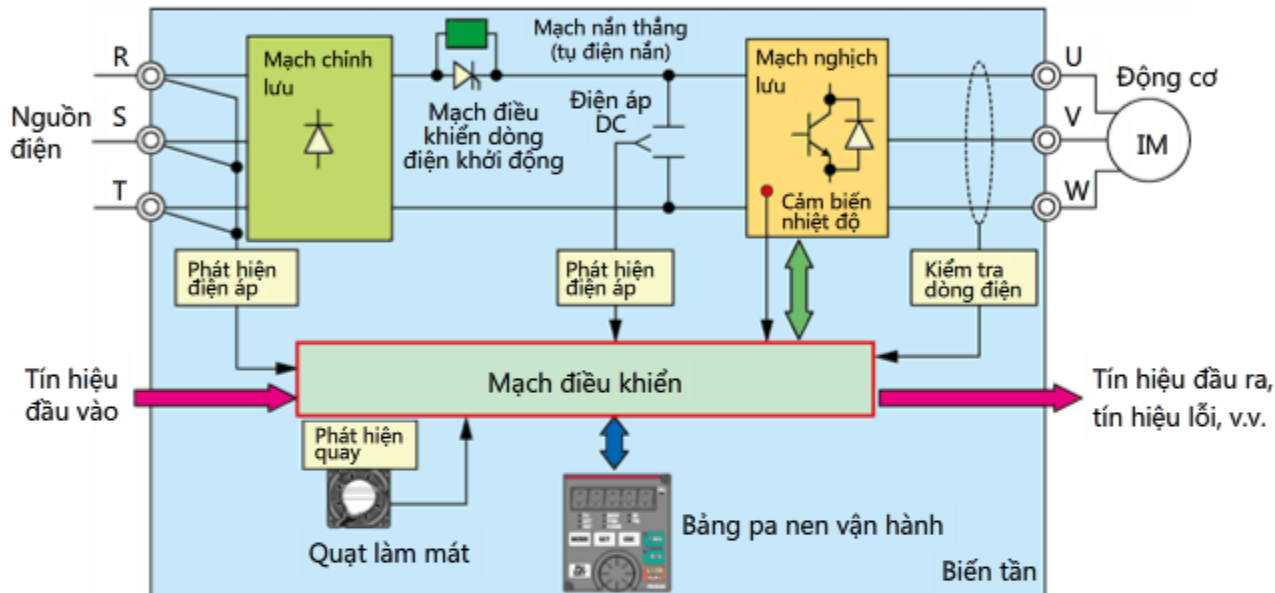 Mạch nắn thẳng
(tụ điện nắn)
R
Mạch chỉnh
lưu
Mạch nghịch
lưu
U
Động cơ
Nguồn
điện
S
Mạch điều
khiển dòng
điện khởi động
Điện áp
DC
V
IM
T
Cảm biến
nhiệt độ
W
Phát hiện
điện áp
Phát hiện
điện áp
Kiểm tra
dòng điện
Tín hiệu
đầu vào
Mạch điều khiển
Tín hiệu đầu ra,
tín hiệu lỗi, v.v.
Phát hiện
quay
MODE SET ESC
Quạt làm mát
Bảng pa nen vận hành
Biến tần